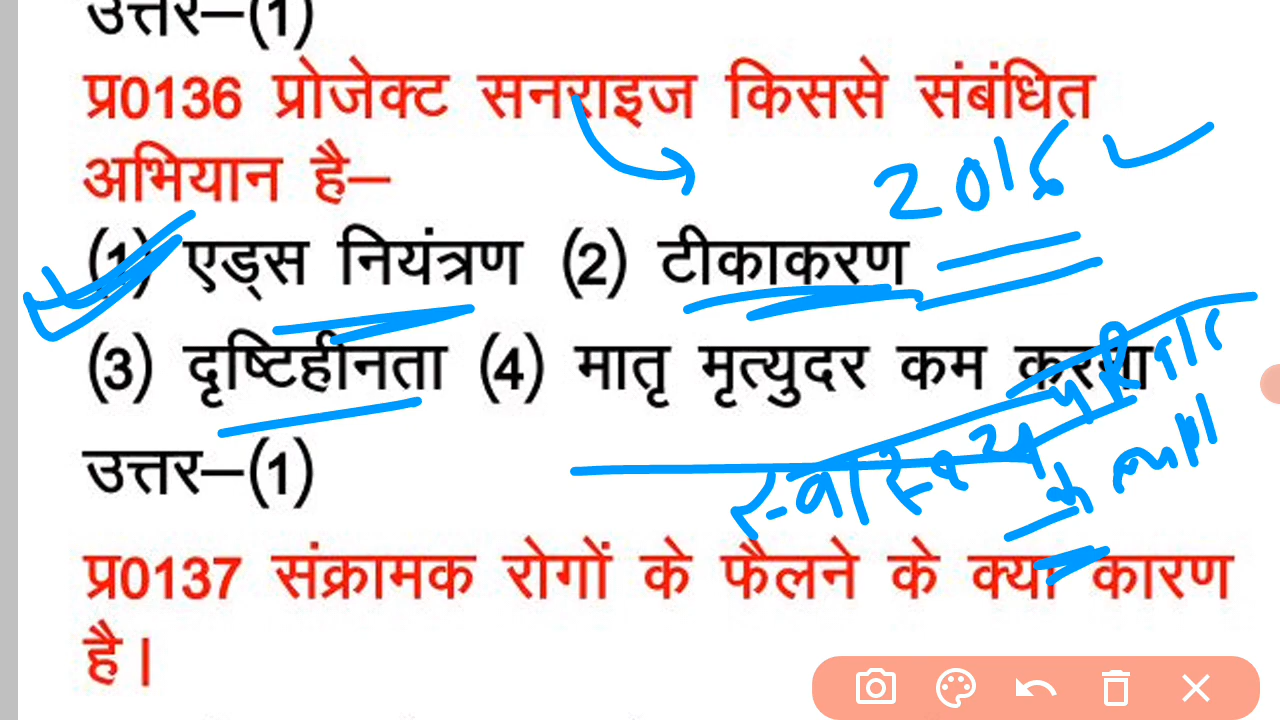 उत्तर–(1)
प्र0136 प्रोजेक्ट सनराइज किससे संबंधित
अभियान है–
2016
(1) एड्स नियंत्रण (2) टीकाकरण
(3) दृष्टिहीनता (4) मातृ मृत्युदर कम करना
उत्तर–(1)
स्वास्थ्य परिवार
प्र0137 संक्रामक रोगों के फैलने के क्या कारण
है।